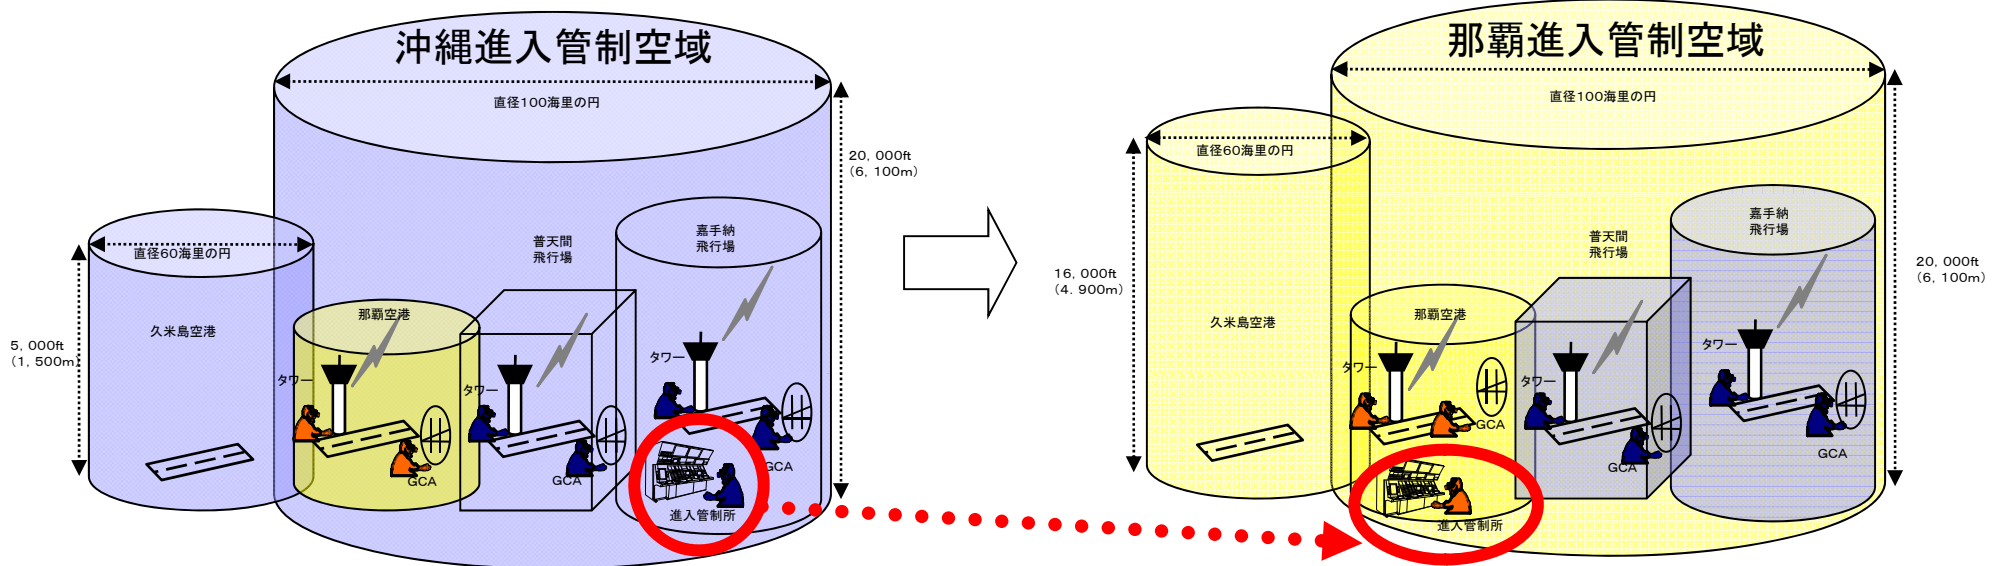 沖縄進入管制空域
直径100海里の円
20, 000ft
(6, 100m)
嘉手納
飛行場
普天間
飛行場
直径60海里の円
那覇空港
久米島空港
5, 000ft
(1, 500m)
タワー
タワー
タワー
GCA
GCA
GCA
進入管制所
那覇進入管制空域
直径100海里の円
直径60海里の円
嘉手納
飛行場
普天間
飛行場
20, 000ft
(6, 100m)
16, 000ft
(4. 900m)
久米島空港
那覇空港
タワー
タワー
タワー
GCA
GCA
GCA
進入管制所